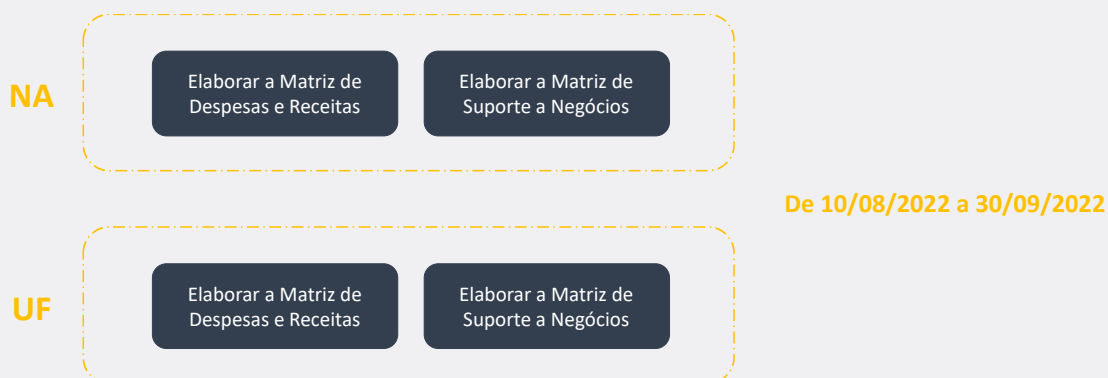 NA
Elaborar a Matriz de
Despesas e Receitas
Elaborar a Matriz de
Suporte a Negócios
De 10/08/2022 a 30/09/2022
UF
Elaborar a Matriz de
Despesas e Receitas
Elaborar a Matriz de
Suporte a Negócios